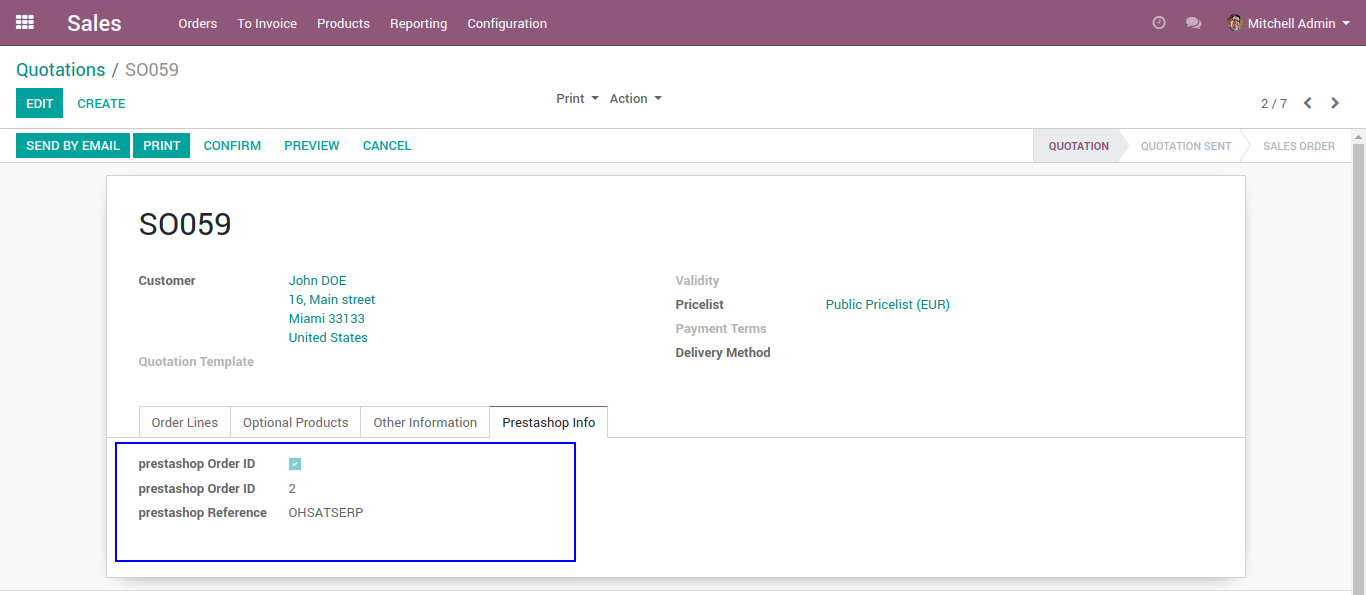 Sales Orders To Invoice Products Reporting Configuration Mitchell Admin
Quotations / SO059
EDIT CREATE Print Action 2 / 7
SEND BY EMAIL PRINT CONFIRM PREVIEW CANCEL QUOTATION QUOTATION SENT SALES ORDER
SO059
Customer John DOE Validity
16, Main street Pricelist Public Pricelist (EUR)
Miami 33133 Payment Terms
United States Delivery Method
Quotation Template
Order Lines Optional Products Other Information Prestashop Info
prestashop Order ID
prestashop Order ID 2
prestashop Reference OHSATSERP